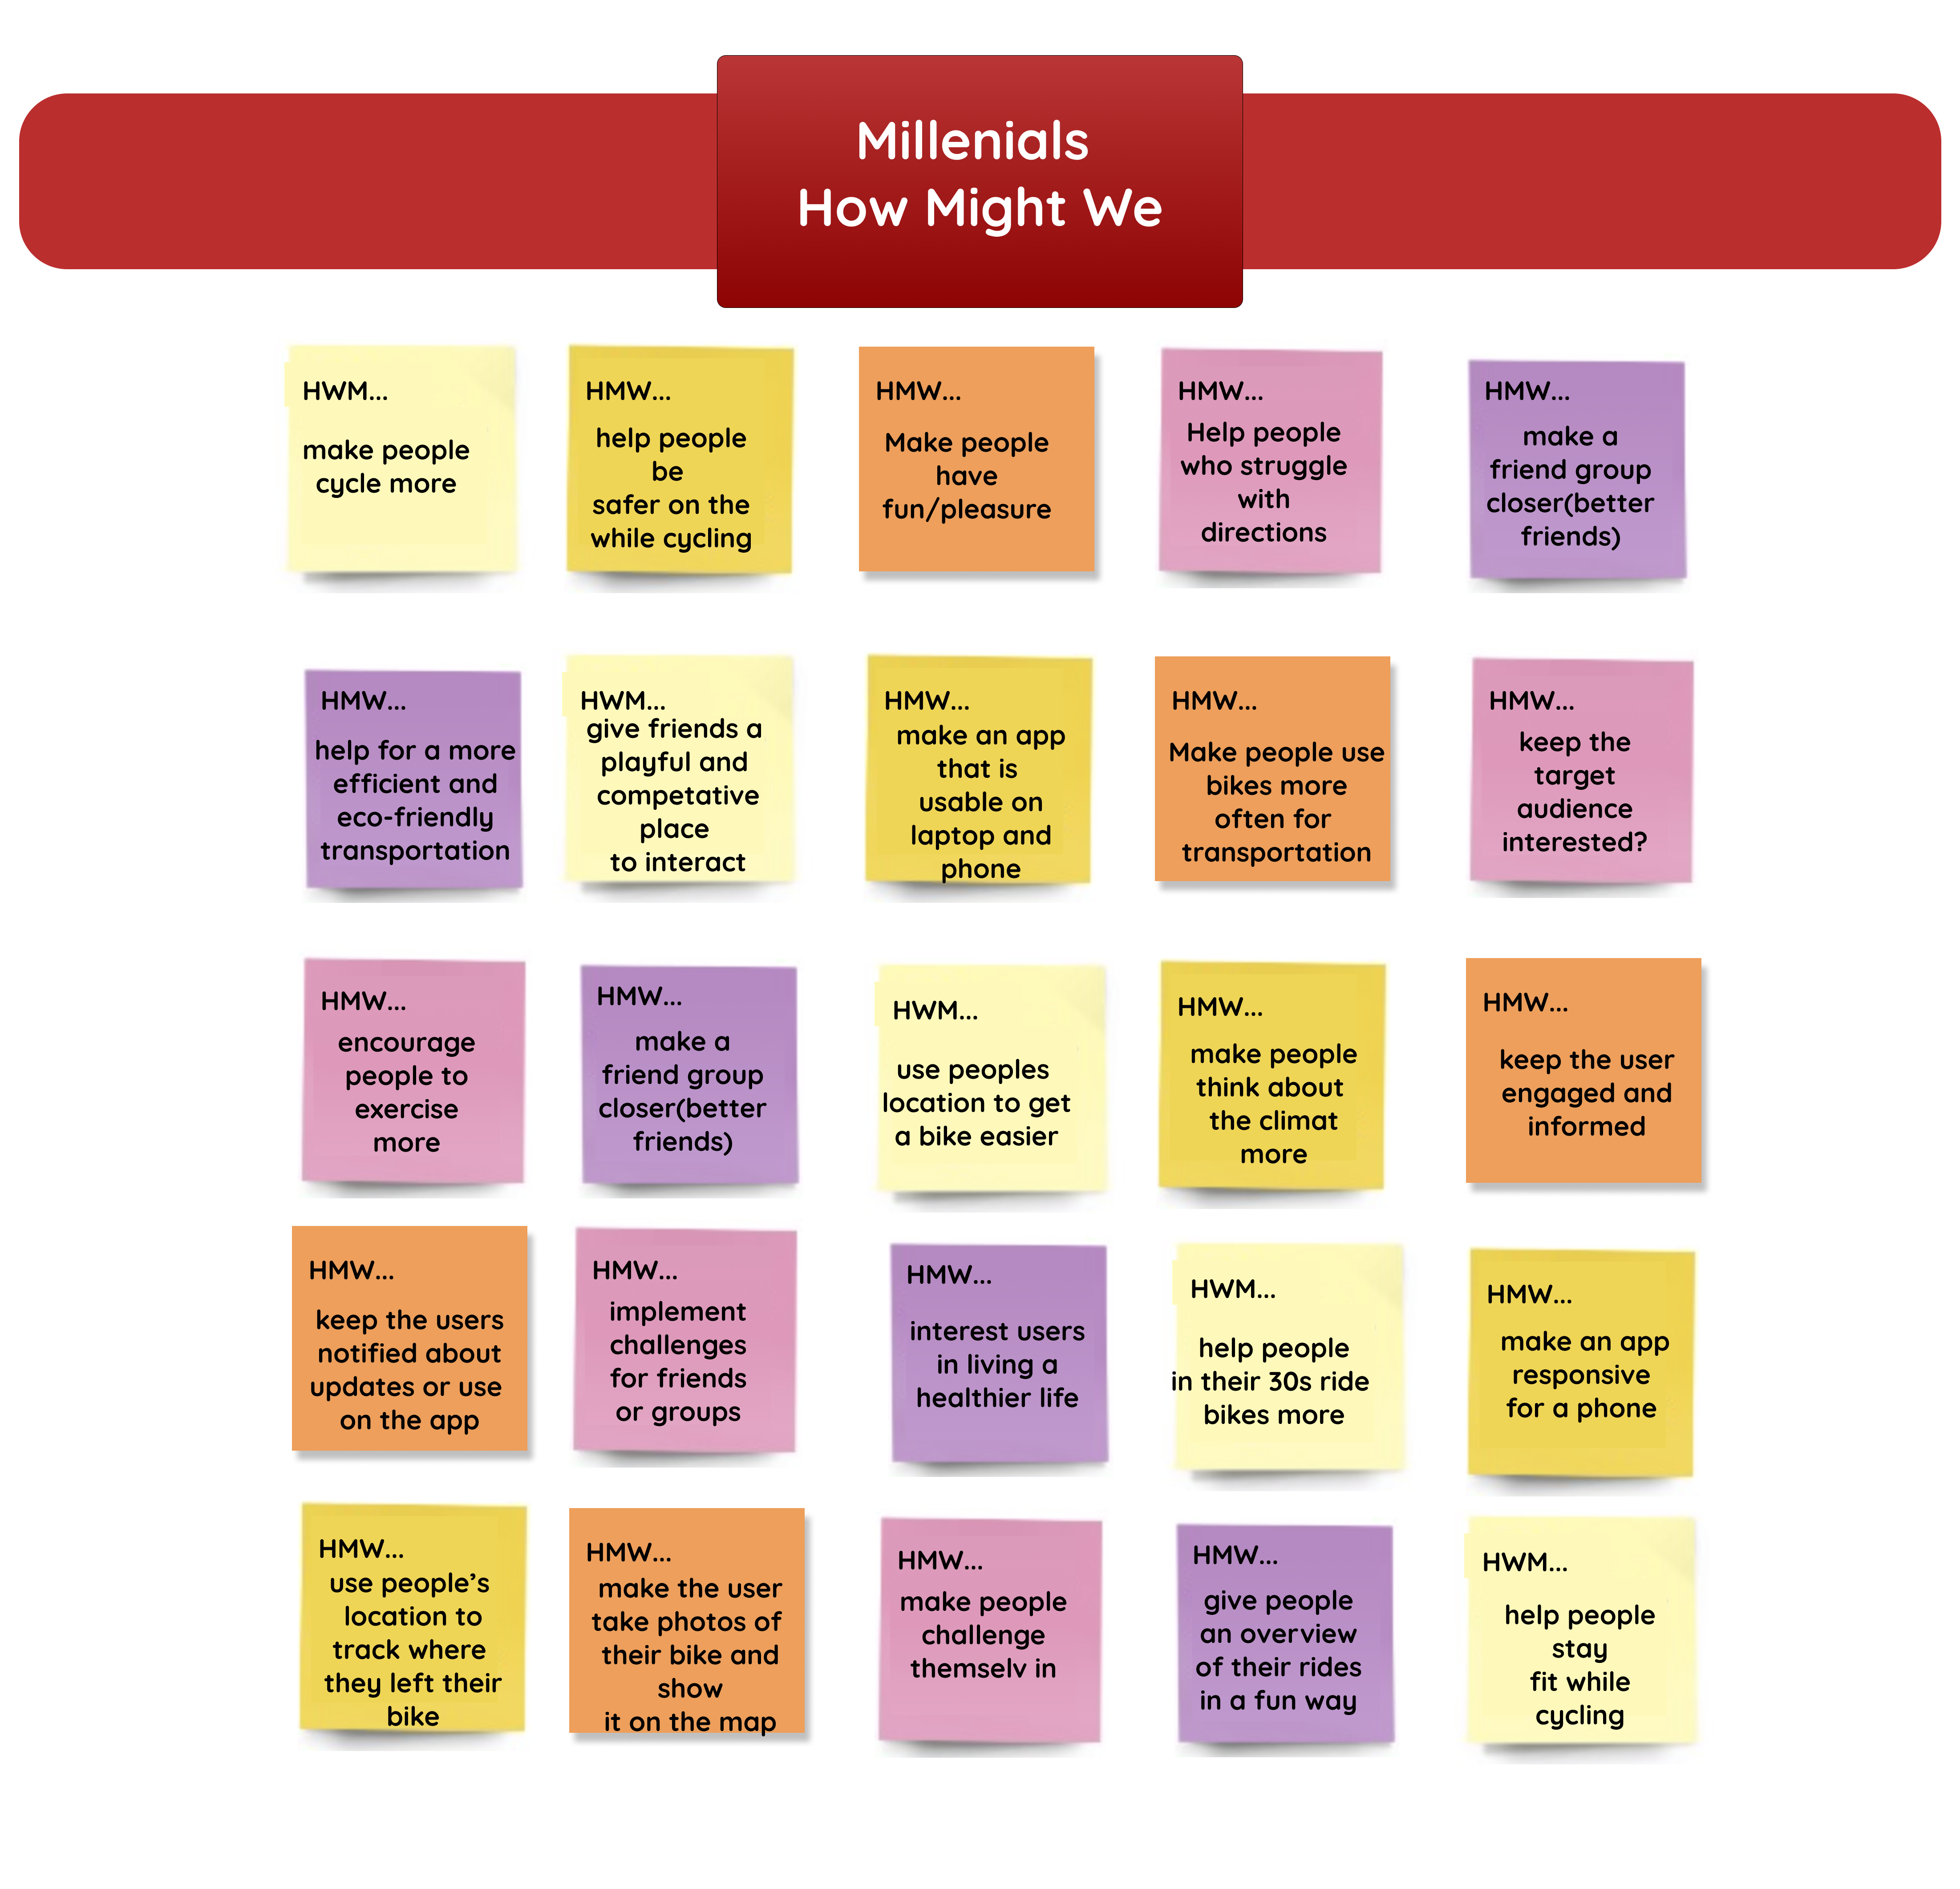 Millenials
How Might We
HWM...
make people
cycle more
HMW...
help people
be
safer on the
while cycling
HMW...
Make people
have
fun/pleasure
HMW...
Help people
who struggle
with
directions
HMW...
make a
friend group
closer(better
friends)
HMW...
help for a more
efficient and
eco-friendly
transportation
HWM...
give friends a
playful and
competative
place
to interact
HMW...
make an app
that is
usable on
laptop and
phone
HMW...
Make people use
bikes more
often for
transportation
HMW...
keep the
target
audience
interested?
HMW...
encourage
people to
exercise
more
HMW...
make a
friend group
closer(better
friends)
HWM...
use peoples
location to get
a bike easier
HMW...
make people
think about
the climat
more
HMW...
keep the user
engaged and
informed
HMW...
keep the users
notified about
updates or use
on the app
HMW...
implement
challenges
for friends
or groups
HMW...
interest users
in living a
healthier life
HWM...
help people
in their 30s ride
bikes more
HMW...
make an app
responsive
for a phone
HMW...
use people’s
location to
track where
they left their
bike
HMW...
make the user
take photos of
their bike and
show
it on the map
HMW...
make people
challenge
themselv in
HMW...
give people
an overview
of their rides
in a fun way
HWM...
help people
stay
fit while
cycling